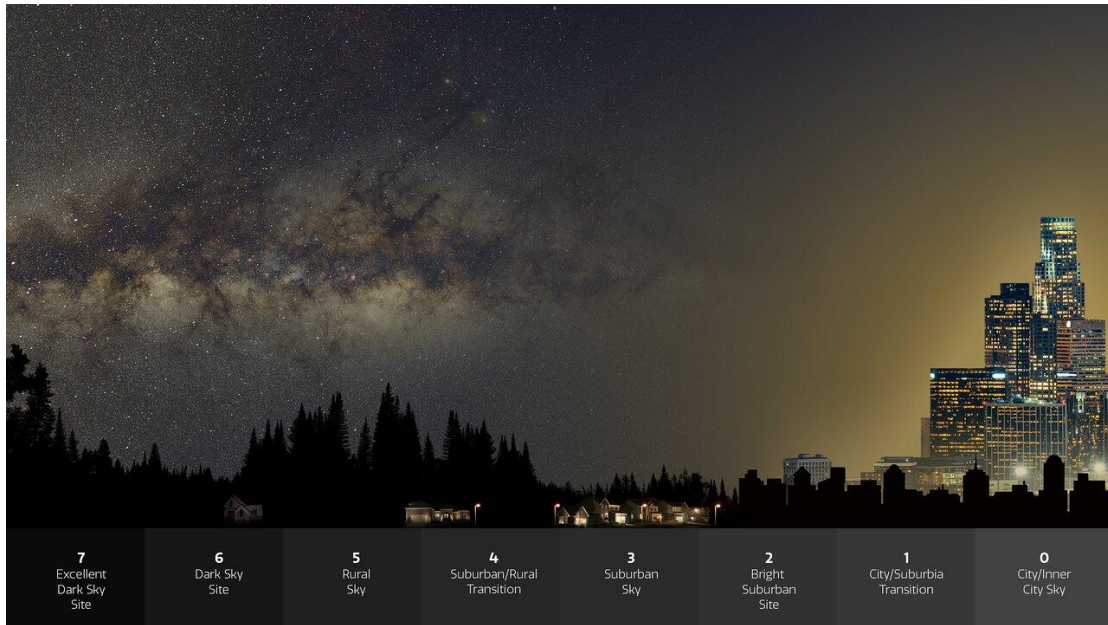 7
Excellent
Dark Sky
Site
6
Dark Sky
Site
5
Rural
Sky
4
Suburban/Rural
Transition
3
Suburban
Sky
2
Bright
Suburban
Site
1
City/Suburbia
Transition
0
City/Inner
City Sky